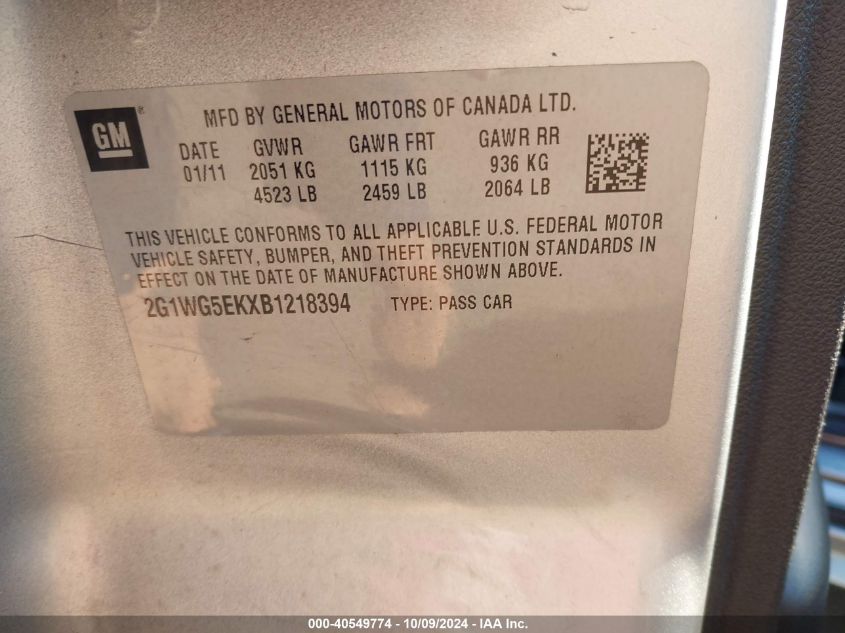 GM ®
MFD BY GENERAL MOTORS OF CANADA LTD.
DATE GVWR GAWR FRT GAWR RR
01/11 2051 KG 1115 KG 936 KG
4523 LB 2459 LB 2064 LB
THIS VEHICLE CONFORMS TO ALL APPLICABLE U.S. FEDERAL MOTOR
VEHICLE SAFETY, BUMPER, AND THEFT PREVENTION STANDARDS IN
EFFECT ON THE DATE OF MANUFACTURE SHOWN ABOVE.
2G1WG5EKXB1218394 TYPE: PASS CAR
000-40549774 - 10/09/2024 - IAA Inc.